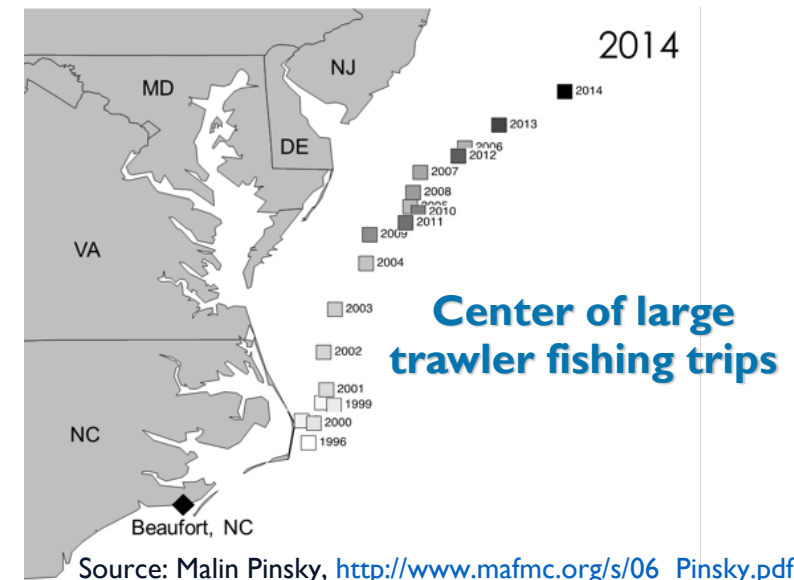 2014
NJ
MD
2014
2013
2006
2012
DE
2007
2008
2010
2011
2009
VA
2004
2003
Center of large
trawler fishing trips
2002
2001
1999
2000
NC
1996
Beaufort, NC
Source: Malin Pinsky, http://www.mafmc.org/s/06_Pinsky.pdf